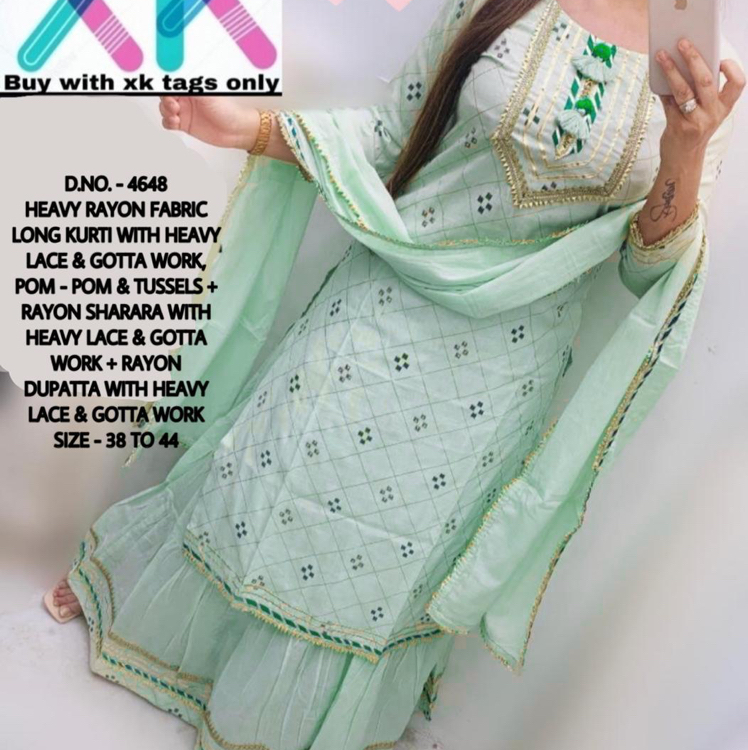 XK
Buy with xk tags only
D.NO. - 4648
HEAVY RAYON FABRIC
LONG KURTI WITH HEAVY
LACE & GOTTA WORK,
POM - POM & TUSSELS +
RAYON SHARARA WITH
HEAVY LACE & GOTTA
WORK + RAYON
DUPATTA WITH HEAVY
LACE & GOTTA WORK
SIZE - 38 TO 44